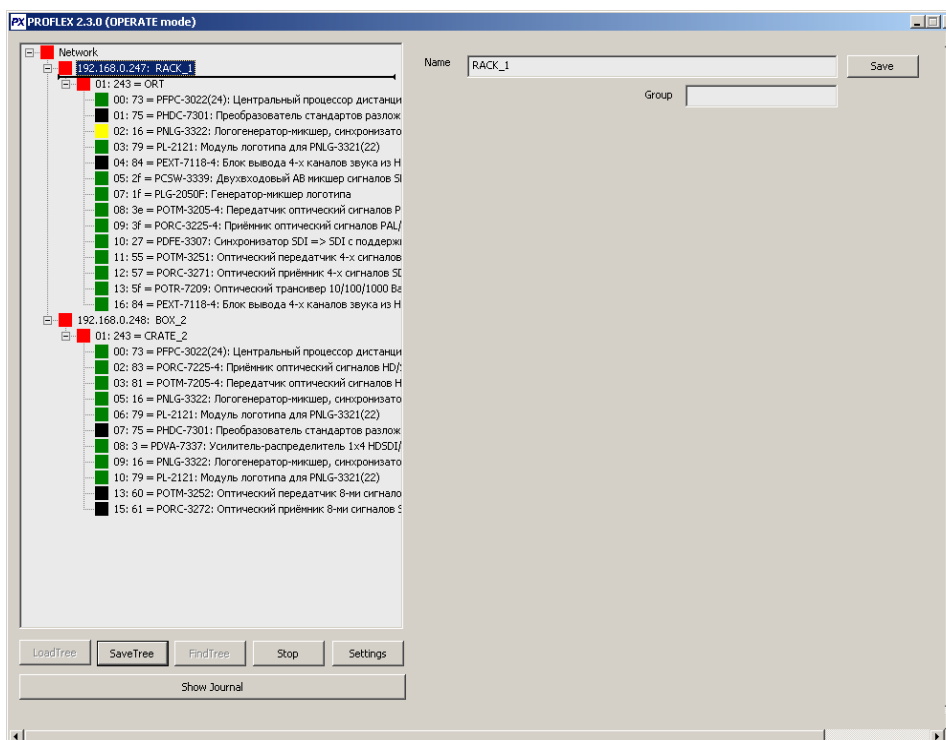 PX PROFLEX 2.3.0 (OPERATE mode)
Network
192.168.0.247: RACK_1
01: 243 = ORT
00: 73 = PFPC-3022(24): Центральный процессор дистанци
01: 75 = PHDC-7301: Преобразователь стандартов разлож
02: 16 = PNLG-3322: Логогенератор-микшер, синхронизато
03: 79 = PL-2121: Модуль логотипа для PNLG-3321(22)
04: 84 = PEXT-7118-4: Блок вывода 4-х каналов звука из H
05: 2f = PCSW-3339: Двухвходовый АВ микшер сигналов SI
07: 1f = PLG-2050F: Генератор-микшер логотипа
08: 3e = POTM-3205-4: Передатчик оптический сигналов P
09: 3f = PORC-3225-4: Приёмник оптический сигналов PAL/
10: 27 = PDFE-3307: Синхронизатор SDI => SDI с поддержк
11: 55 = POTM-3251: Оптический передатчик 4-х сигналов
12: 57 = PORC-3271: Оптический приёмник 4-х сигналов SD
13: 5f = POTR-7209: Оптический трансивер 10/100/1000 Ba
16: 84 = PEXT-7118-4: Блок вывода 4-х каналов звука из H
192.168.0.248: BOX_2
01: 243 = CRATE_2
00: 73 = PFPC-3022(24): Центральный процессор дистанци
02: 83 = PORC-7225-4: Приёмник оптический сигналов HD/
03: 81 = POTM-7205-4: Передатчик оптический сигналов H
05: 16 = PNLG-3322: Логогенератор-микшер, синхронизато
06: 79 = PL-2121: Модуль логотипа для PNLG-3321(22)
07: 75 = PHDC-7301: Преобразователь стандартов разлож
08: 3 = PDVA-7337: Усилитель-распределитель 1x4 HDSDI/
09: 16 = PNLG-3322: Логогенератор-микшер, синхронизато
10: 79 = PL-2121: Модуль логотипа для PNLG-3321(22)
13: 60 = POTM-3252: Оптический передатчик 8-ми сигнало
15: 61 = PORC-3272: Оптический приёмник 8-ми сигналов S
Name RACK_1 Save
Group
LoadTree SaveTree FindTree Stop Settings
Show Journal